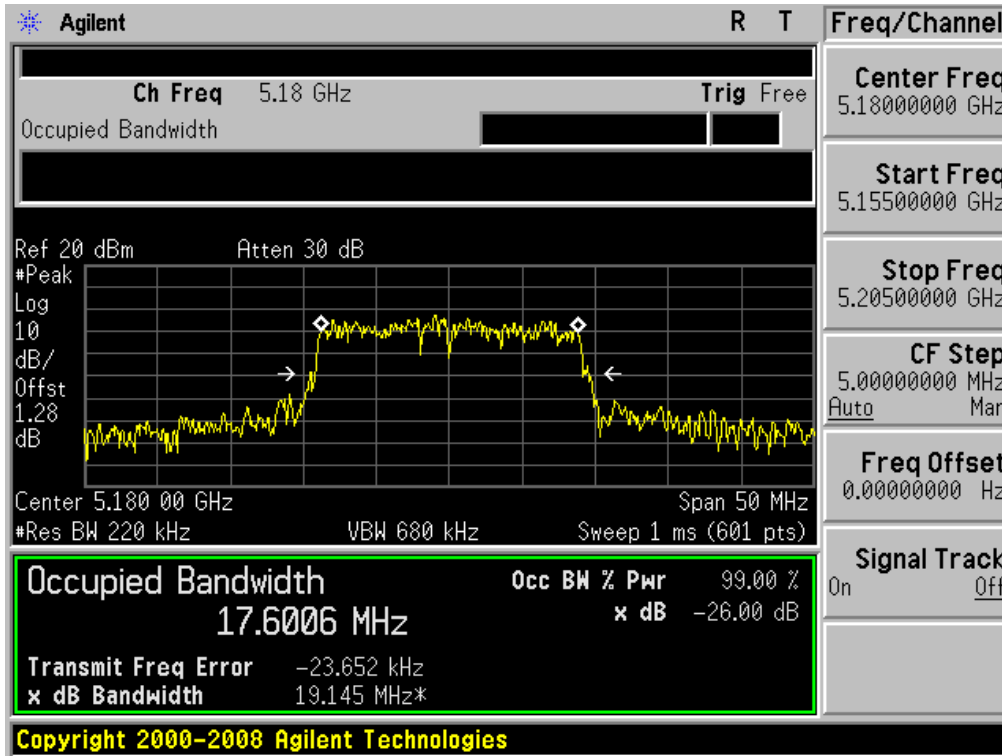 Agilent R T
Freq/Channel
Ch Freq 5.18 GHz Trig Free
Occupied Bandwidth
Center Freq
5.18000000 GHz
Start Freq
5.15500000 GHz
Stop Freq
5.20500000 GHz
CF Step
5.00000000 MHz
Auto Man
Freq Offset
0.00000000 Hz
Signal Track
On Off
Ref 20 dBm Atten 30 dB
#Peak
Log
10
dB/
Offst
1.28
dB
Center 5.180 00 GHz Span 50 MHz
#Res BW 220 kHz VBW 680 kHz Sweep 1 ms (601 pts)
Occupied Bandwidth
17.6006 MHz
Occ BW % Pwr 99.00 %
x dB -26.00 dB
Transmit Freq Error -23.652 kHz
x dB Bandwidth 19.145 MHz*
Copyright 2000-2008 Agilent Technologies